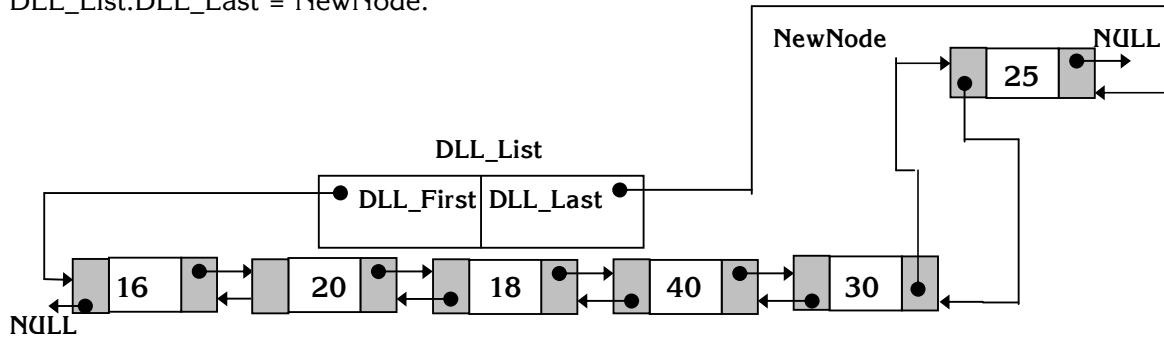 DLL_List.DLL_Last = NewNode.
NewNode
NULL
25
DLL_List
DLL_First DLL_Last
16 20 18 40 30
NULL